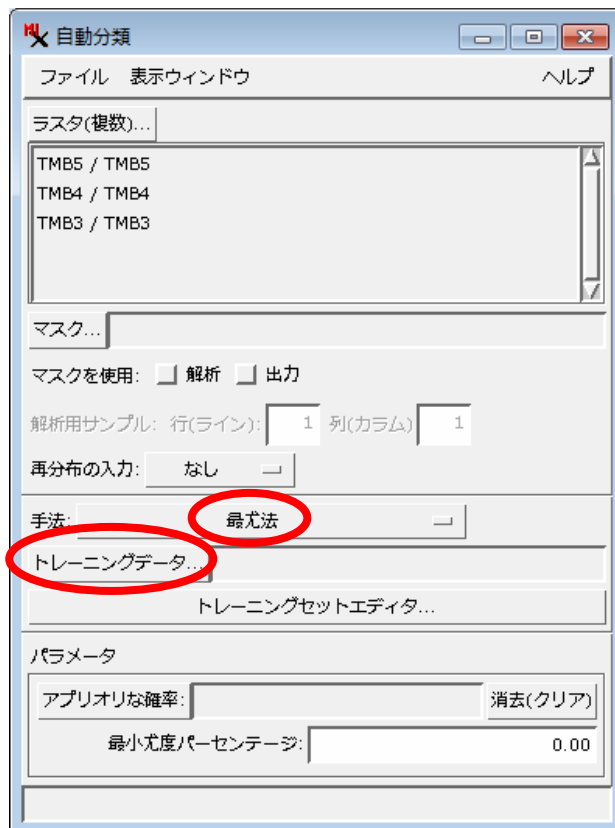 自動分類
ファイル 表示ウィンドウ ヘルプ
ラスタ(複数)...
TMB5 / TMB5
TMB4 / TMB4
TMB3 / TMB3
マスク...
マスクを使用: 解析 出力
解析用サンプル: 行(ライン): 1 列(カラム) 1
再分布の入力: なし
手法: 最尤法
トレーニングデータ...
トレーニングセットエディタ...
パラメータ
アプリオリな確率: 消去(クリア)
最小尤度パーセンテージ: 0.00